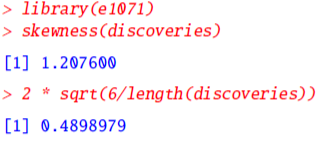 > library(e1071)
> skewness(discoveries)
[1] 1.207600
> 2 * sqrt(6/length(discoveries))
[1] 0.4898979